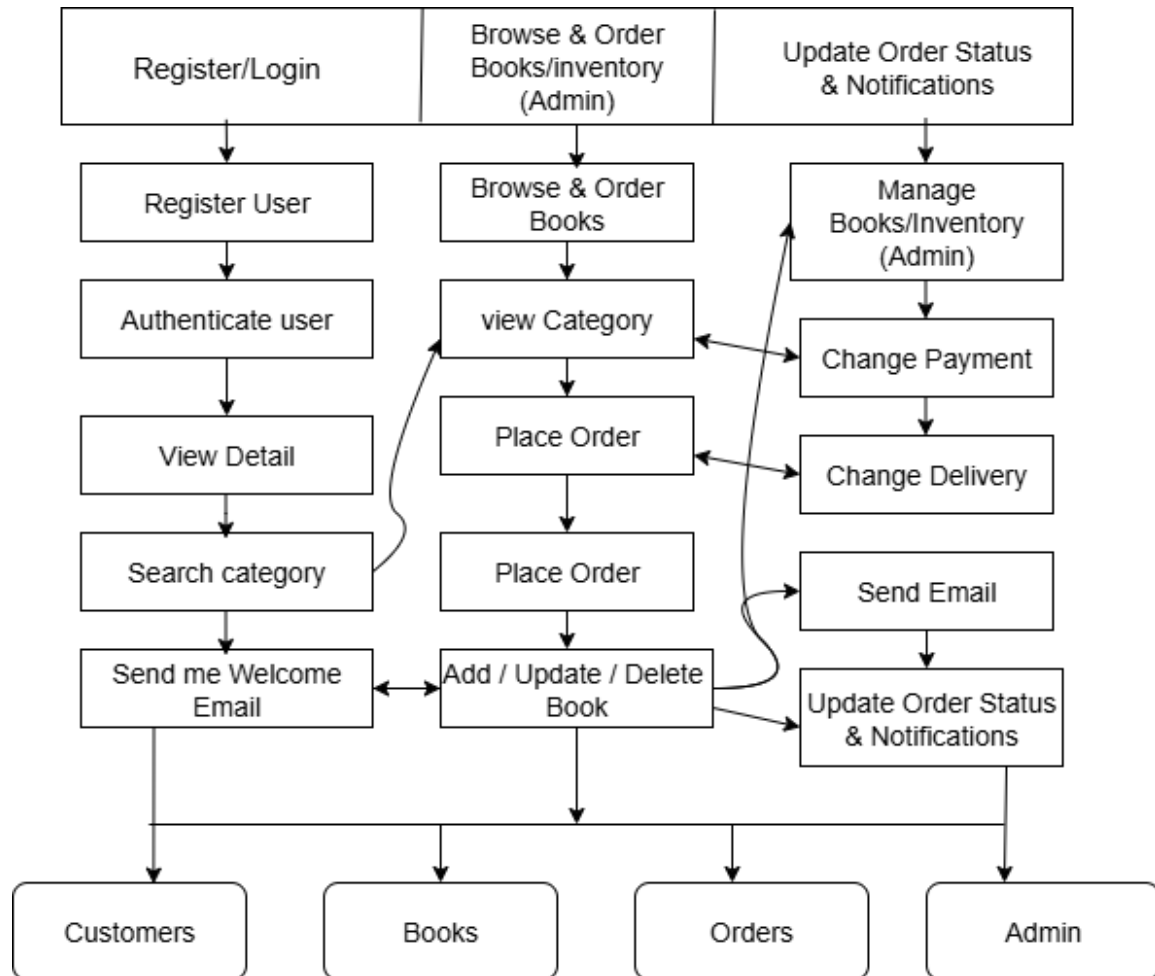 Register/Login
Browse & Order
Books/inventory
(Admin)
Update Order Status
& Notifications
Register User
Browse & Order
Books
Manage
Books/Inventory
(Admin)
Authenticate user
view Category
Change Payment
View Detail
Place Order
Change Delivery
Search category
Place Order
Send Email
Send me Welcome
Email
Add / Update / Delete
Book
Update Order Status
& Notifications
Customers
Books
Orders
Admin